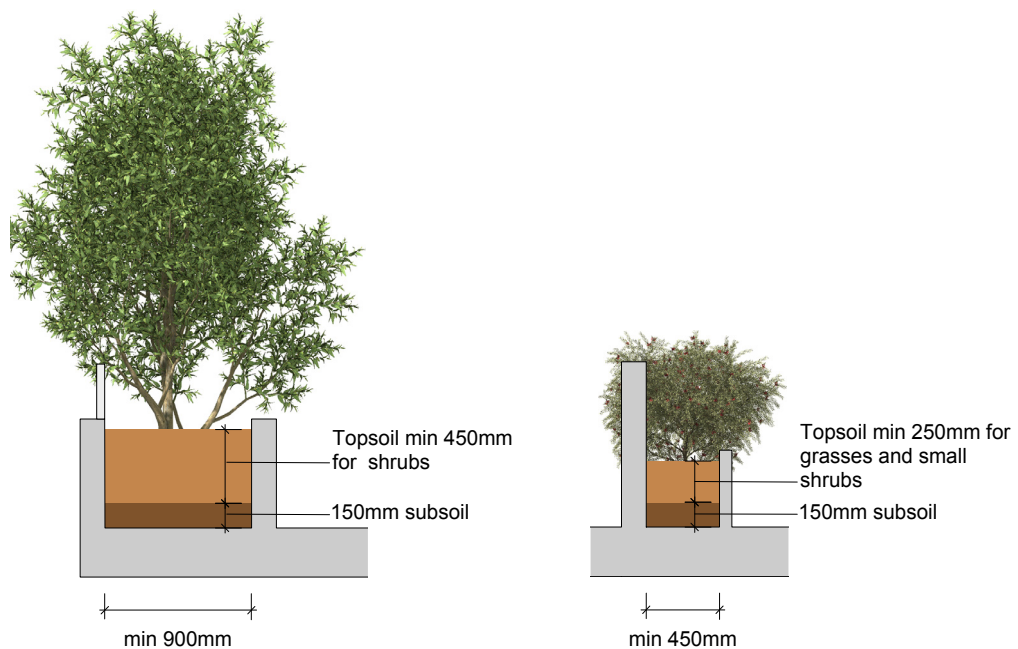 Topsoil min 450mm
for shrubs
150mm subsoil
min 900mm
Topsoil min 250mm for
grasses and small
shrubs
150mm subsoil
min 450mm